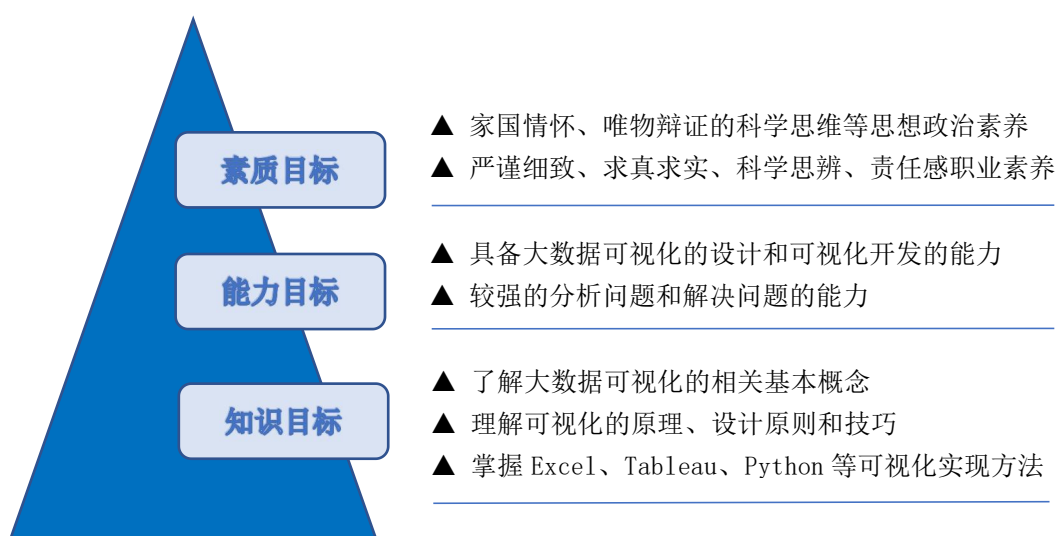 素质目标
▲ 家国情怀、唯物辩证的科学思维等思想政治素养
▲ 严谨细致、求真求实、科学思辨、责任感职业素养
能力目标
▲ 具备大数据可视化的设计和可视化开发的能力
▲ 较强的分析问题和解决问题的能力
知识目标
▲ 了解大数据可视化的相关基本概念
▲ 理解可视化的原理、设计原则和技巧
▲ 掌握 Excel、Tableau、Python 等可视化实现方法